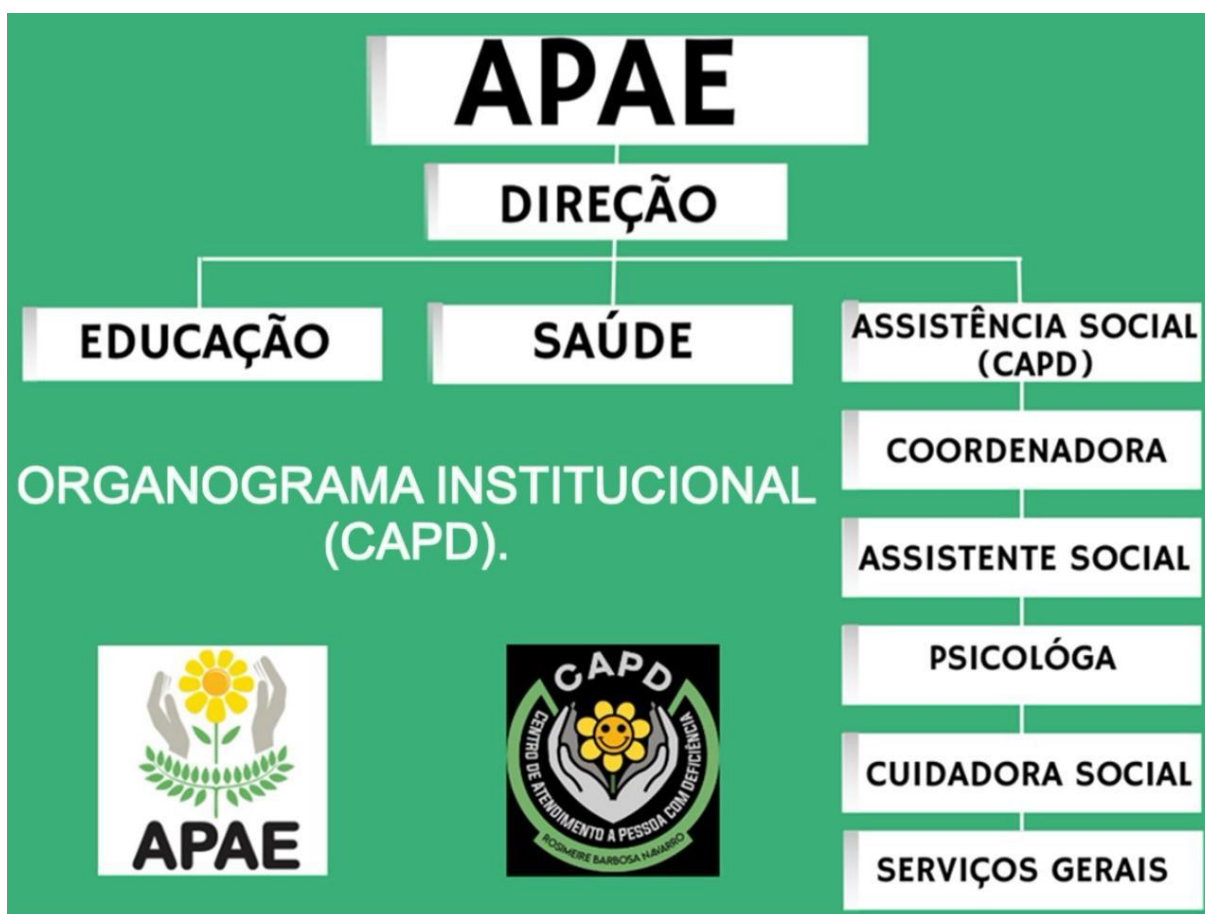 APAE
DIREÇÃO
EDUCAÇÃO
SAÚDE
ASSISTÊNCIA SOCIAL
(CAPD)
COORDENADORA
ASSISTENTE SOCIAL
PSICOLÓGA
CUIDADORA SOCIAL
SERVIÇOS GERAIS
ORGANOGRAMA INSTITUCIONAL
(CAPD).
APAE
CAPD
CENTRO DE ATENDIMENTO A PESSOA COM DEFICIÊNCIA
ROSIMEIRE BARBOSA NAVARRO